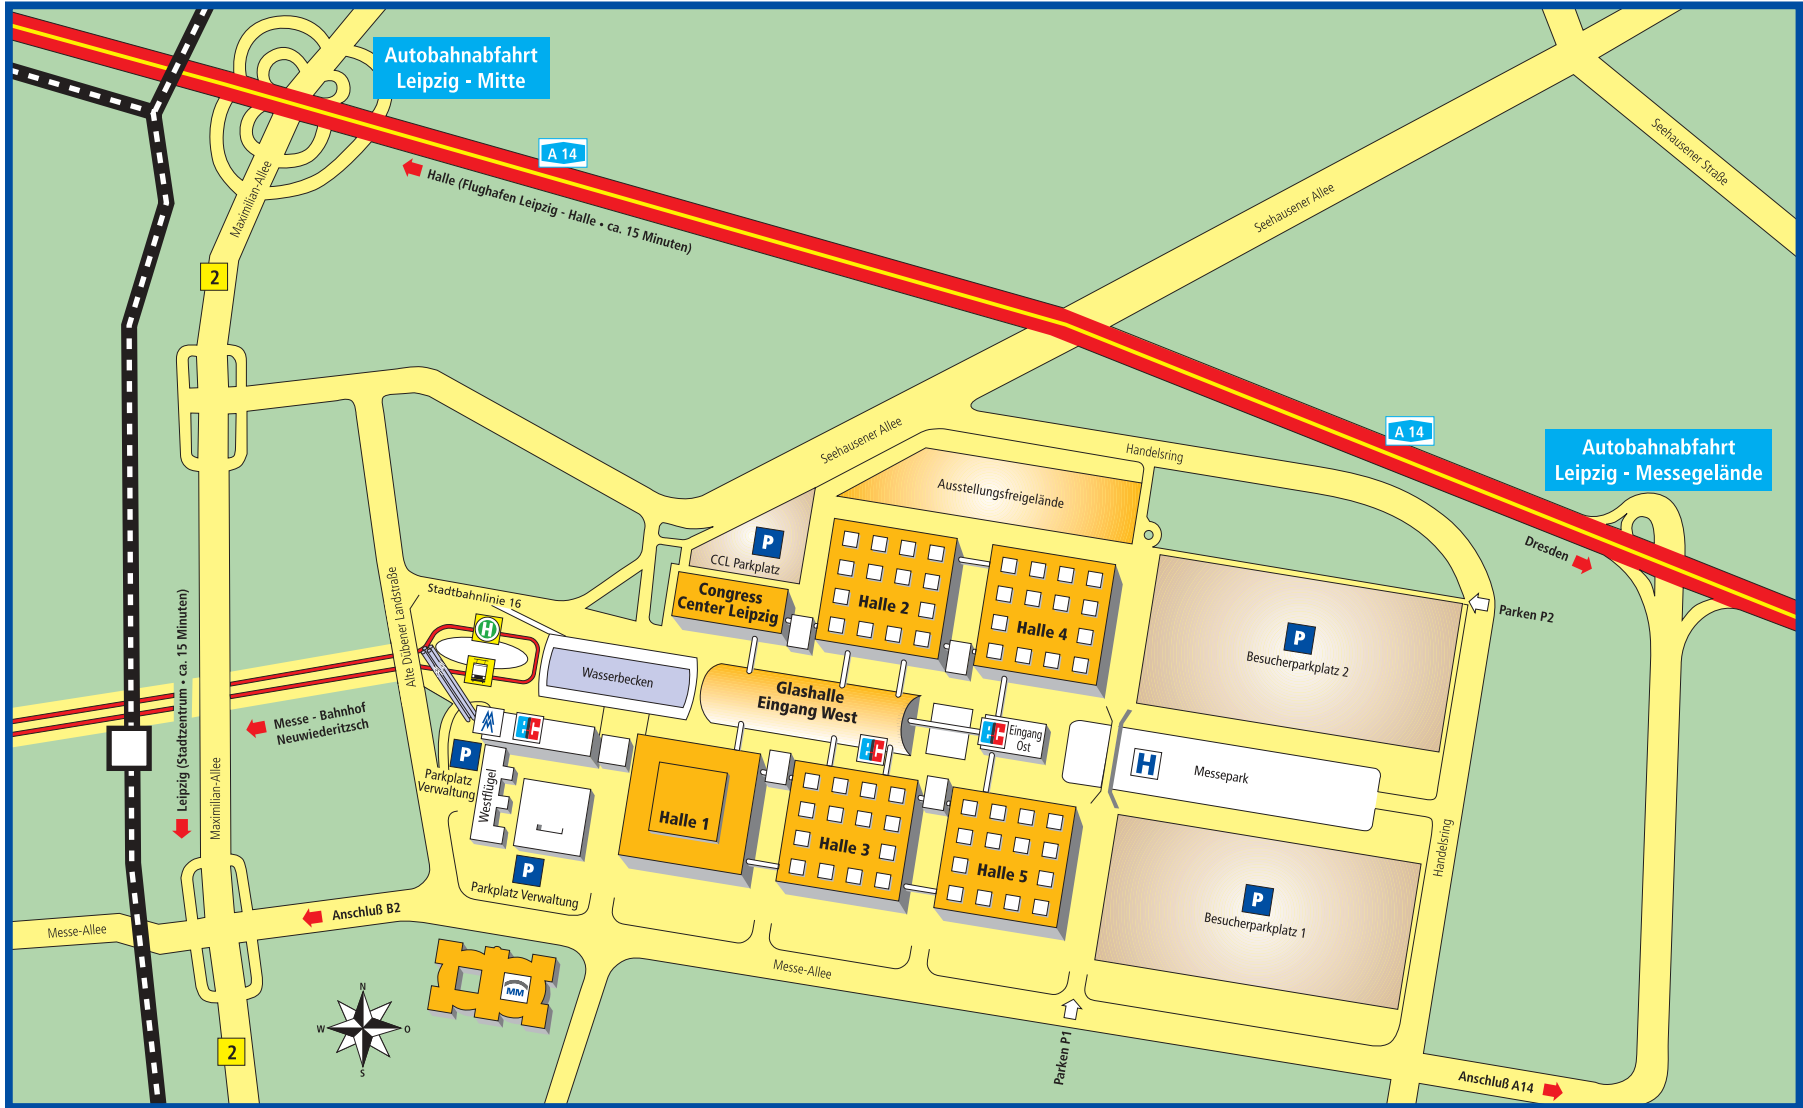 Autobahnabfahrt
Leipzig - Mitte
A 14
Halle (Flughafen Leipzig - Halle • ca. 15 Minuten)
Maximilian-Allee
2
Seehausener Straße
Seehausener Allee
Seehausener Allee
Handelsring
A 14
Autobahnabfahrt
Leipzig - Messegelände
Dresden
Parken P2
Ausstellungsfreigelände
P
CCL Parkplatz
Congress
Center Leipzig
Halle 2
Halle 4
P
Besucherparkplatz 2
Stadtbahnlinie 16
H
Alte Dübener Landstraße
Wasserbecken
Glashalle
Eingang West
EC
EC
EC
Eingang
Ost
Messe - Bahnhof
Neuwiederitzsch
Leipzig (Stadtzentrum • ca. 15 Minuten)
Maximilian-Allee
P
Parkplatz
Verwaltung
Westflügel
H
Messepark
Halle 1
Halle 3
Halle 5
P
Besucherparkplatz 1
Handelsring
P
Parkplatz Verwaltung
Anschluß B2
Messe-Allee
Messe-Allee
MM
N
W
O
S
2
Parken P1
Anschluß A14